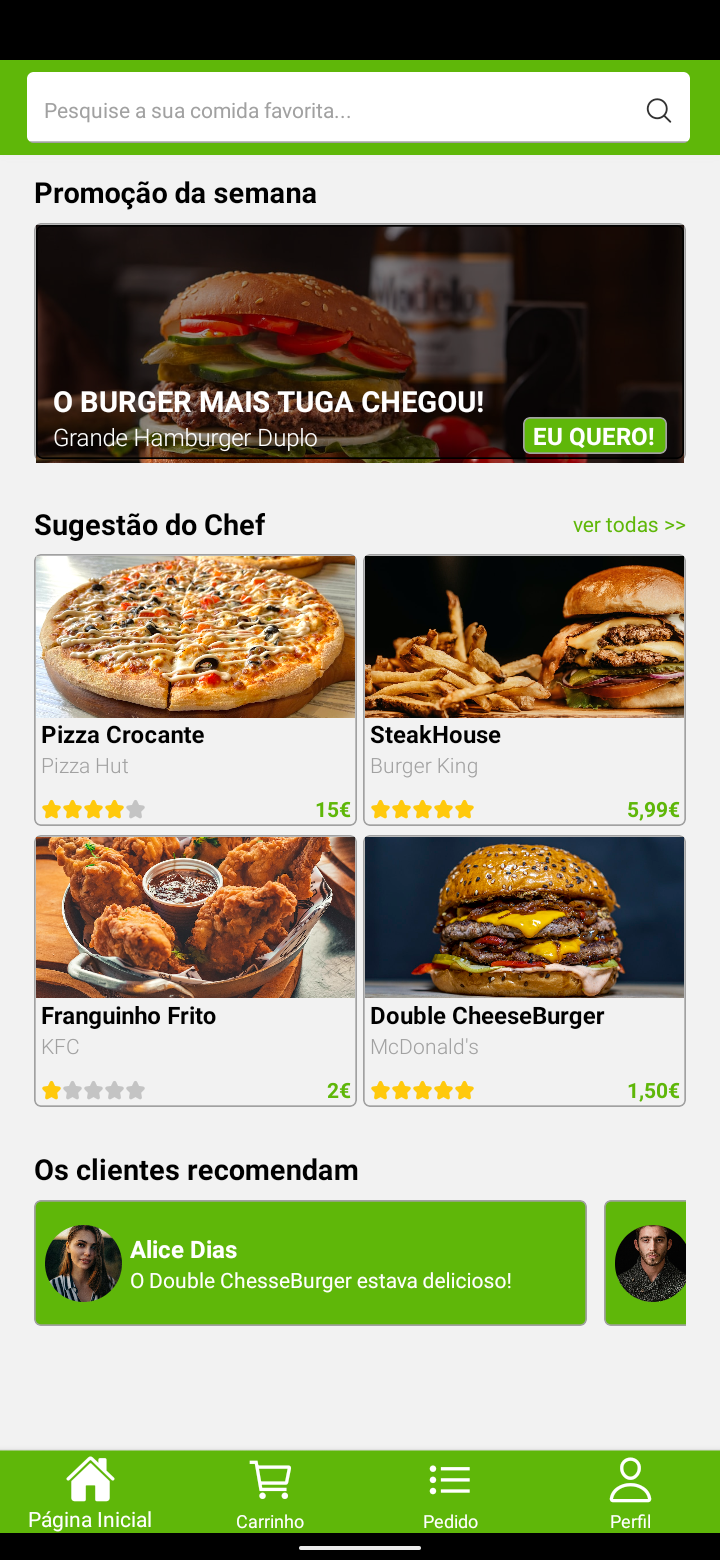 Pesquise a sua comida favorita...
Promoção da semana
Modelo
O BURGER MAIS TUGA CHEGOU!
Grande Hamburger Duplo
EU QUERO!
Sugestão do Chef
ver todas >>
Pizza Crocante
Pizza Hut
15€
SteakHouse
Burger King
5,99€
Franguinho Frito
KFC
2€
Double CheeseBurger
McDonald's
1,50€
Os clientes recomendam
Alice Dias
O Double ChesseBurger estava delicioso!
Página Inicial
Carrinho
Pedido
Perfil